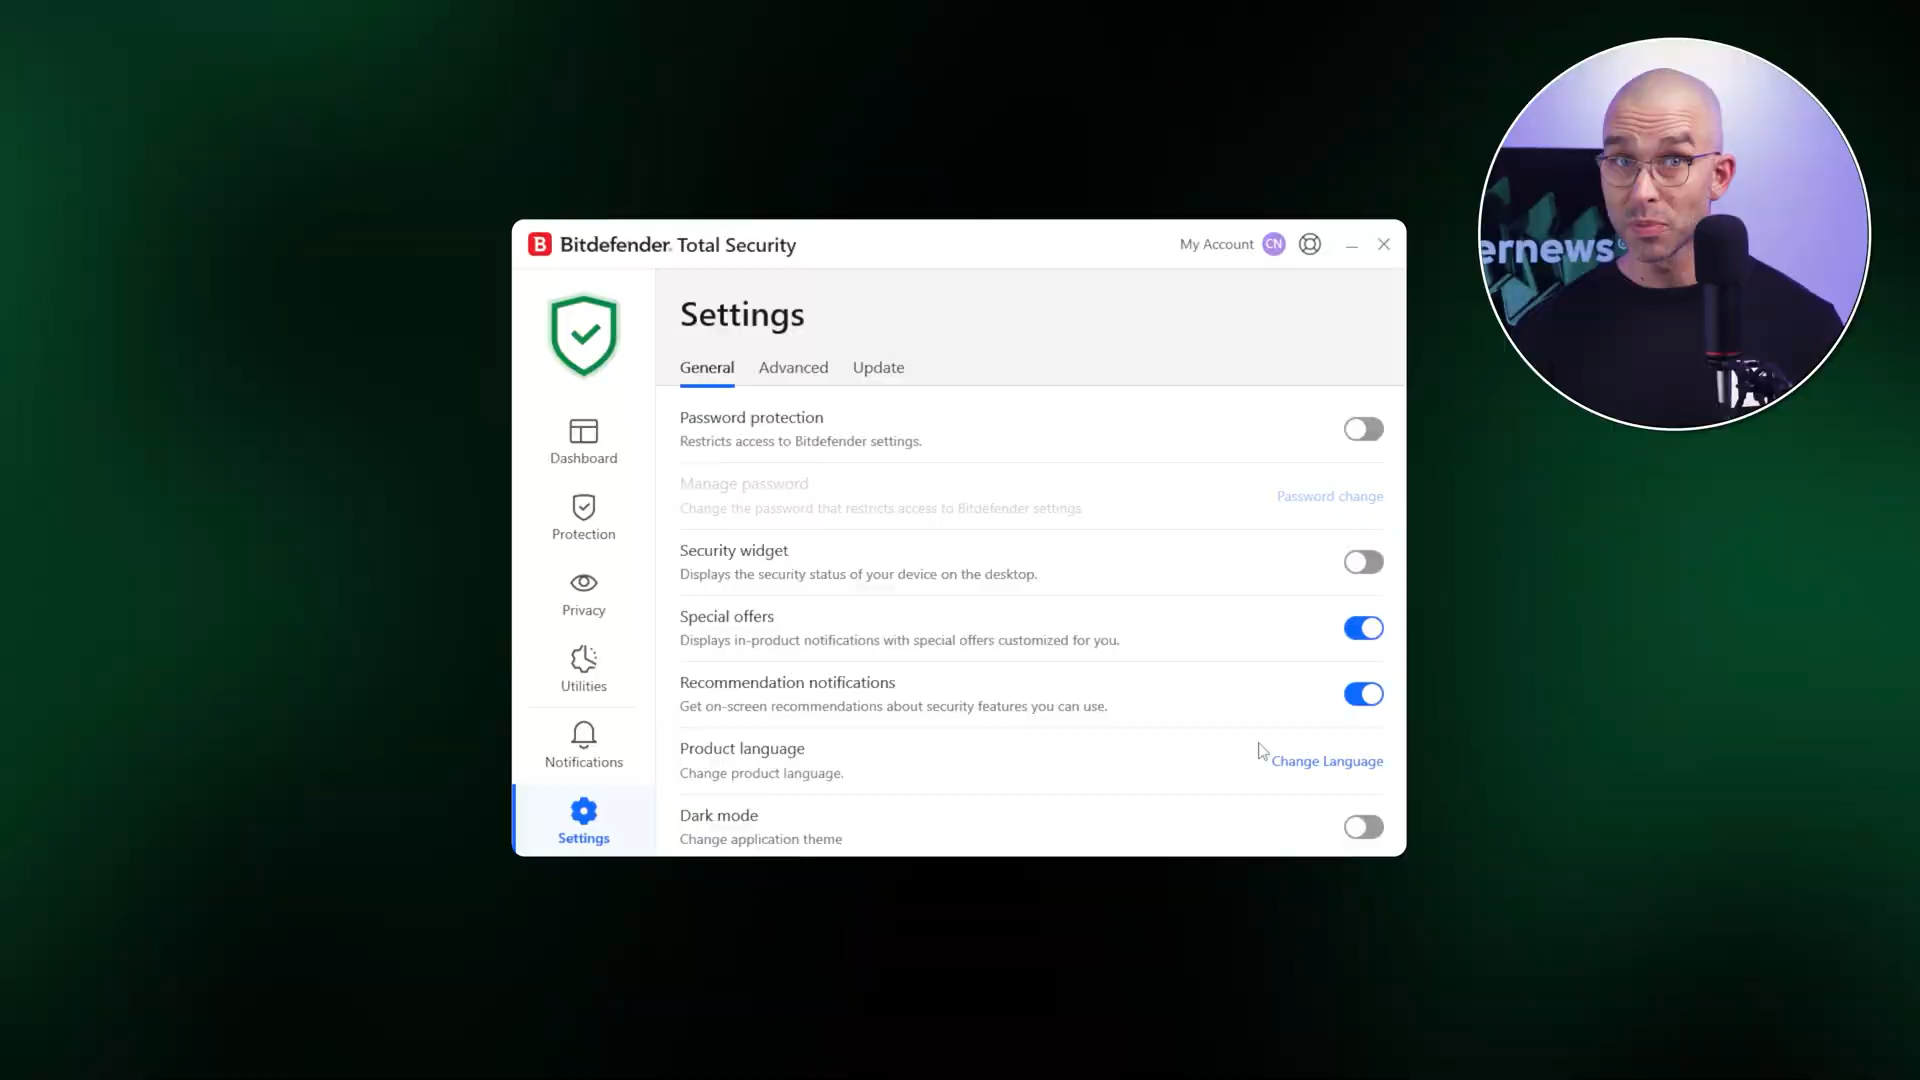 Bitdefender Total Security
My Account CN
Settings
General Advanced Update
Password protection
Restricts access to Bitdefender settings.
Manage password
Change the password that restricts access to Bitdefender settings
Password change
Security widget
Displays the security status of your device on the desktop.
Special offers
Displays in-product notifications with special offers customized for you.
Recommendation notifications
Get on-screen recommendations about security features you can use.
Product language
Change product language.
Change Language
Dark mode
Change application theme
Dashboard
Protection
Privacy
Utilities
Notifications
Settings
B
ernews